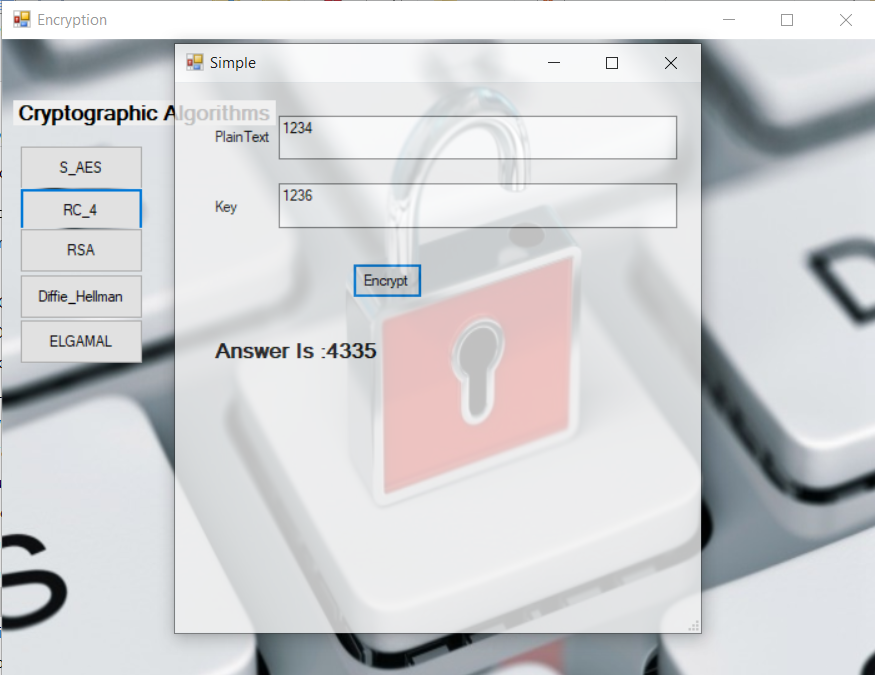 Encryption
Simple
Cryptographic Algorithms
PlainText
1234
S_AES
Key
1236
RC_4
RSA
Encrypt
Diffie_Hellman
ELGAMAL
Answer Is :4335
D
S